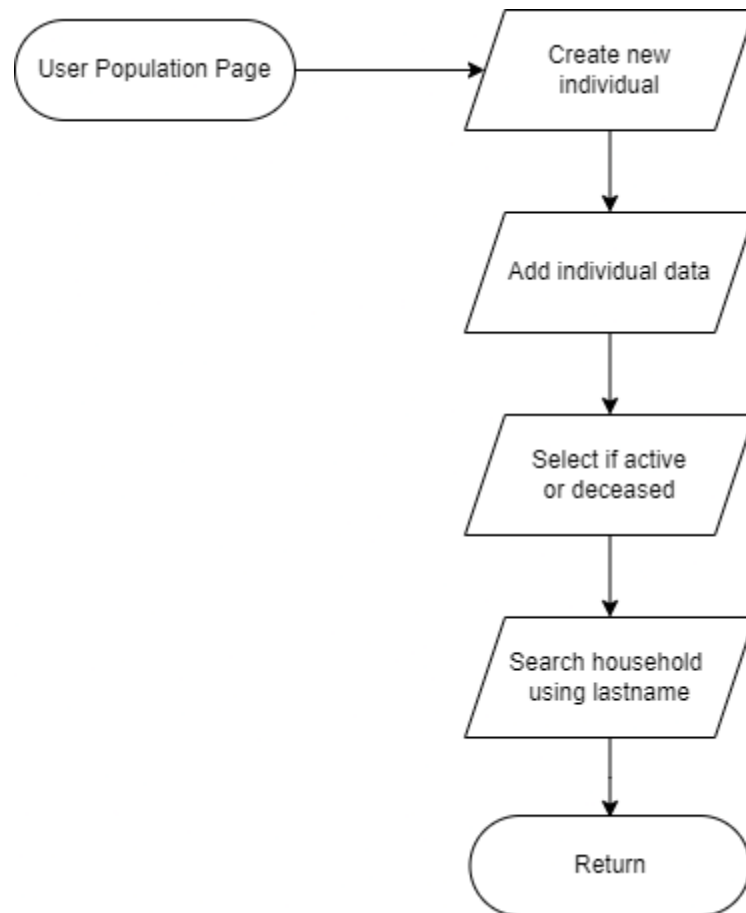 User Population Page
Create new
individual
Add individual data
Select if active
or deceased
Search household
using lastname
Return